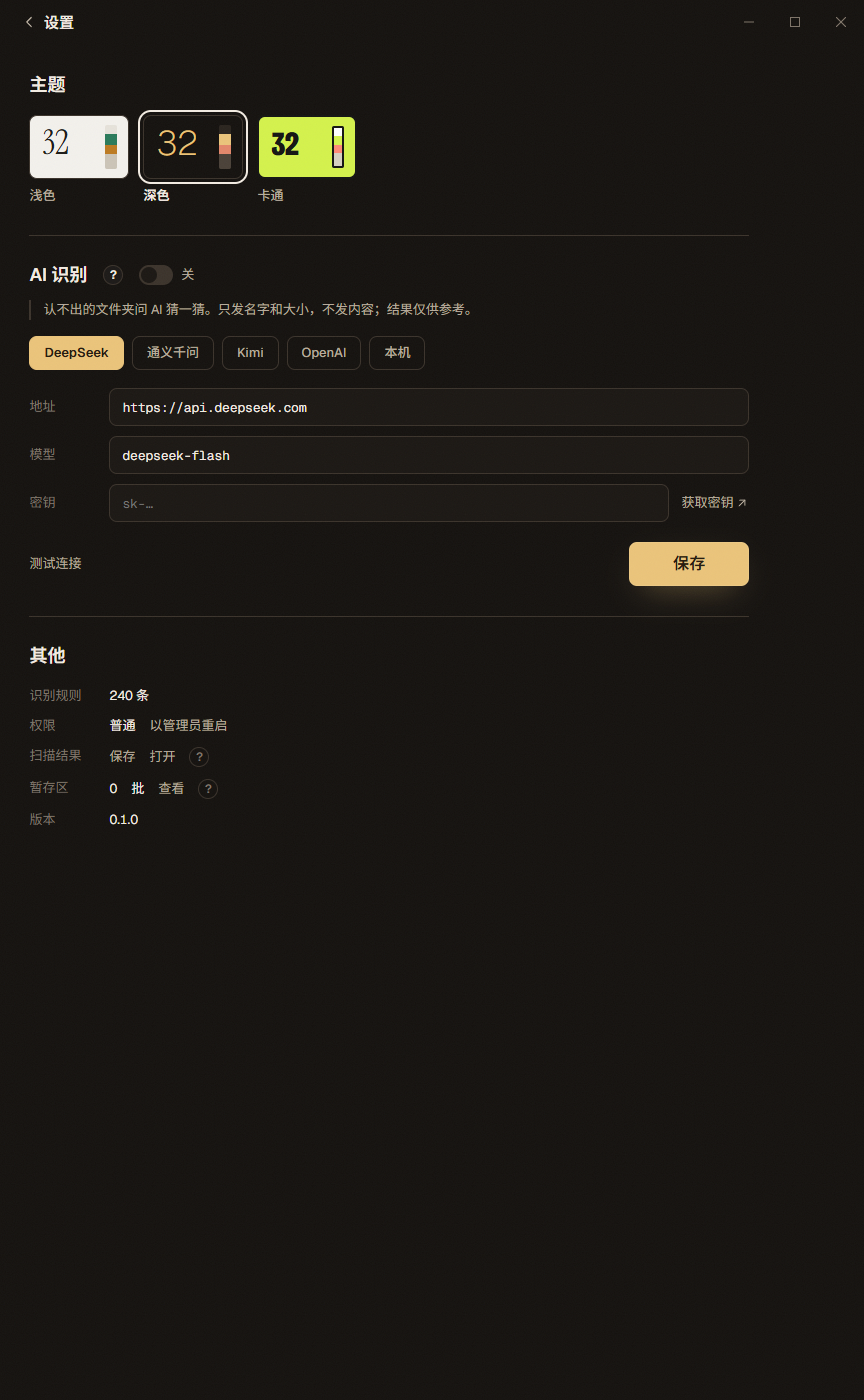 设置
主题
32 32 32
浅色 深色 卡通
AI 识别 ? 关
认不出的文件夹问 AI 猜一猜。只发名字和大小，不发内容；结果仅供参考。
DeepSeek 通义千问 Kimi OpenAI 本机
地址 https://api.deepseek.com
模型 deepseek-flash
密钥 sk-… 获取密钥
测试连接 保存
其他
识别规则 240 条
权限 普通 以管理员重启
扫描结果 保存 打开 ?
暂存区 0 批 查看 ?
版本 0.1.0